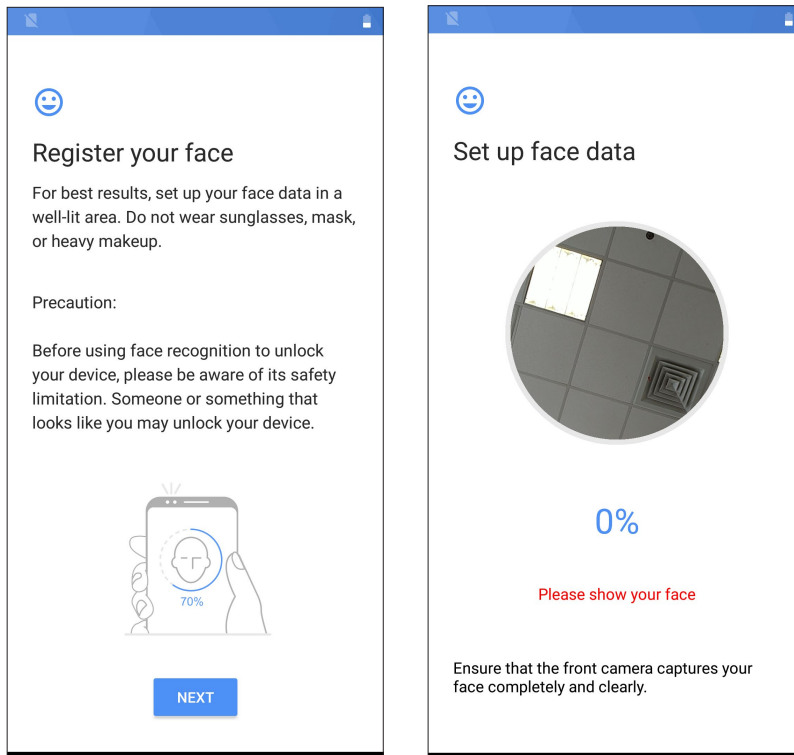 Register your face
For best results, set up your face data in a
well-lit area. Do not wear sunglasses, mask,
or heavy makeup.
Precaution:
Before using face recognition to unlock
your device, please be aware of its safety
limitation. Someone or something that
looks like you may unlock your device.
70%
NEXT
Set up face data
0%
Please show your face
Ensure that the front camera captures your
face completely and clearly.